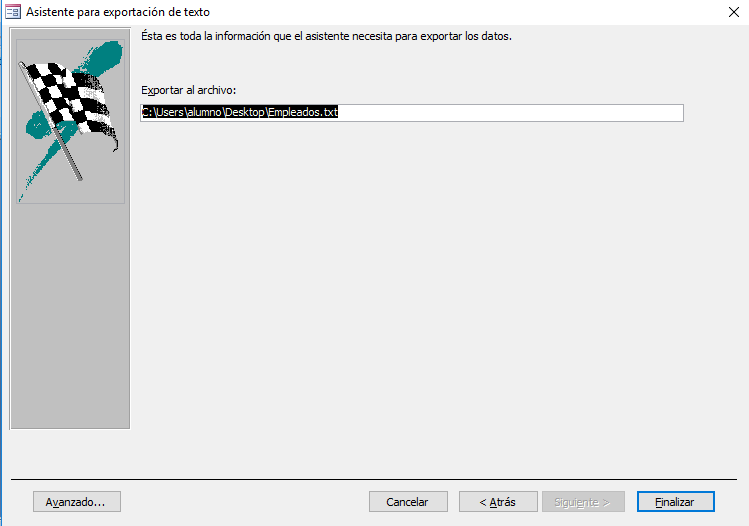 Asistente para exportación de texto
Ésta es toda la información que el asistente necesita para exportar los datos.
Exportar al archivo:
C:\Users\alumno\Desktop\Empleados.txt
Avanzado...
Cancelar
< Atrás
Siguiente >
Finalizar